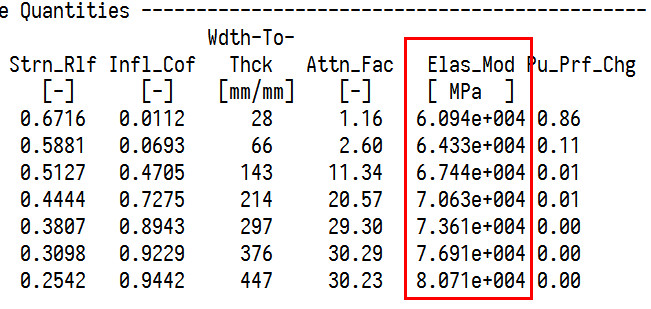 e Quantities ---------------------------------------------
Wdth-To-
Strn_Rlf Infl_Cof Thck Attn_Fac Elas_Mod Pu_Prf_Chg
[-] [-] [mm/mm] [-] [ MPa ]
0.6716 0.0112 28 1.16 6.094e+004 0.86
0.5881 0.0693 66 2.60 6.433e+004 0.11
0.5127 0.4705 143 11.34 6.744e+004 0.01
0.4444 0.7275 214 20.57 7.063e+004 0.01
0.3807 0.8943 297 29.30 7.361e+004 0.00
0.3098 0.9229 376 30.29 7.691e+004 0.00
0.2542 0.9442 447 30.23 8.071e+004 0.00